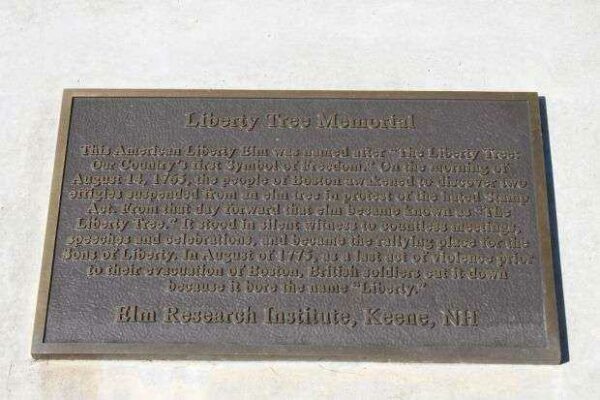 Liberty Tree Memorial
This American Liberty Elm was named after "The Liberty Tree:
Our Country's first Symbol of Freedom." On the morning of
August 14, 1765, the people of Boston awakened to discover two
effigies suspended from an elm tree in protest of the hated Stamp
Act. From that day forward that elm became known as "The
Liberty Tree." It stood in silent witness to countless meetings,
speeches and celebrations, and became the rallying place for the
Sons of Liberty. In August of 1775, as a last act of violence prior
to their evacuation of Boston, British soldiers cut it down
because it bore the name "Liberty."
Elm Research Institute, Keene, NH